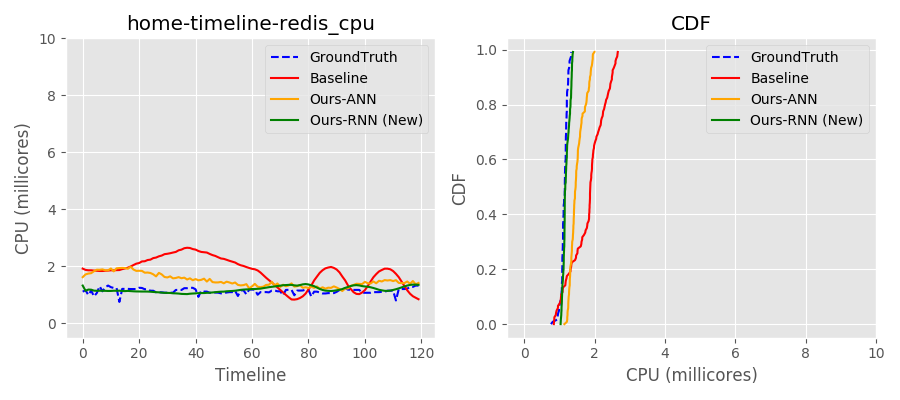 home-timeline-redis_cpu
CPU (millicores)
10
8
6
4
2
0
0 20 40 60 80 100 120
Timeline
GroundTruth
Baseline
Ours-ANN
Ours-RNN (New)
CDF
CDF
1.0
0.8
0.6
0.4
0.2
0.0
0 2 4 6 8 10
CPU (millicores)
GroundTruth
Baseline
Ours-ANN
Ours-RNN (New)